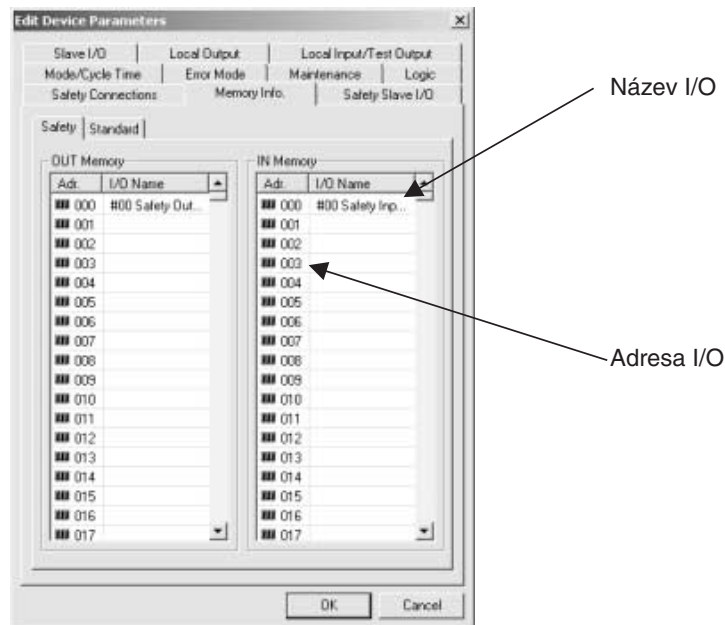 Edit Device Parameters
Slave I/O Local Output Local Input/Test Output
Mode/Cycle Time Error Mode Maintenance Logic
Safety Connections Memory Info. Safety Slave I/O
Safety Standard
OUT Memory IN Memory
Adr. I/O Name Adr. I/O Name
000 #00 Safety Out... 000 #00 Safety Inp...
001 001
002 002
003 003
004 004
005 005
006 006
007 007
008 008
009 009
010 010
011 011
012 012
013 013
014 014
015 015
016 016
017 017
OK Cancel
Název I/O
Adresa I/O